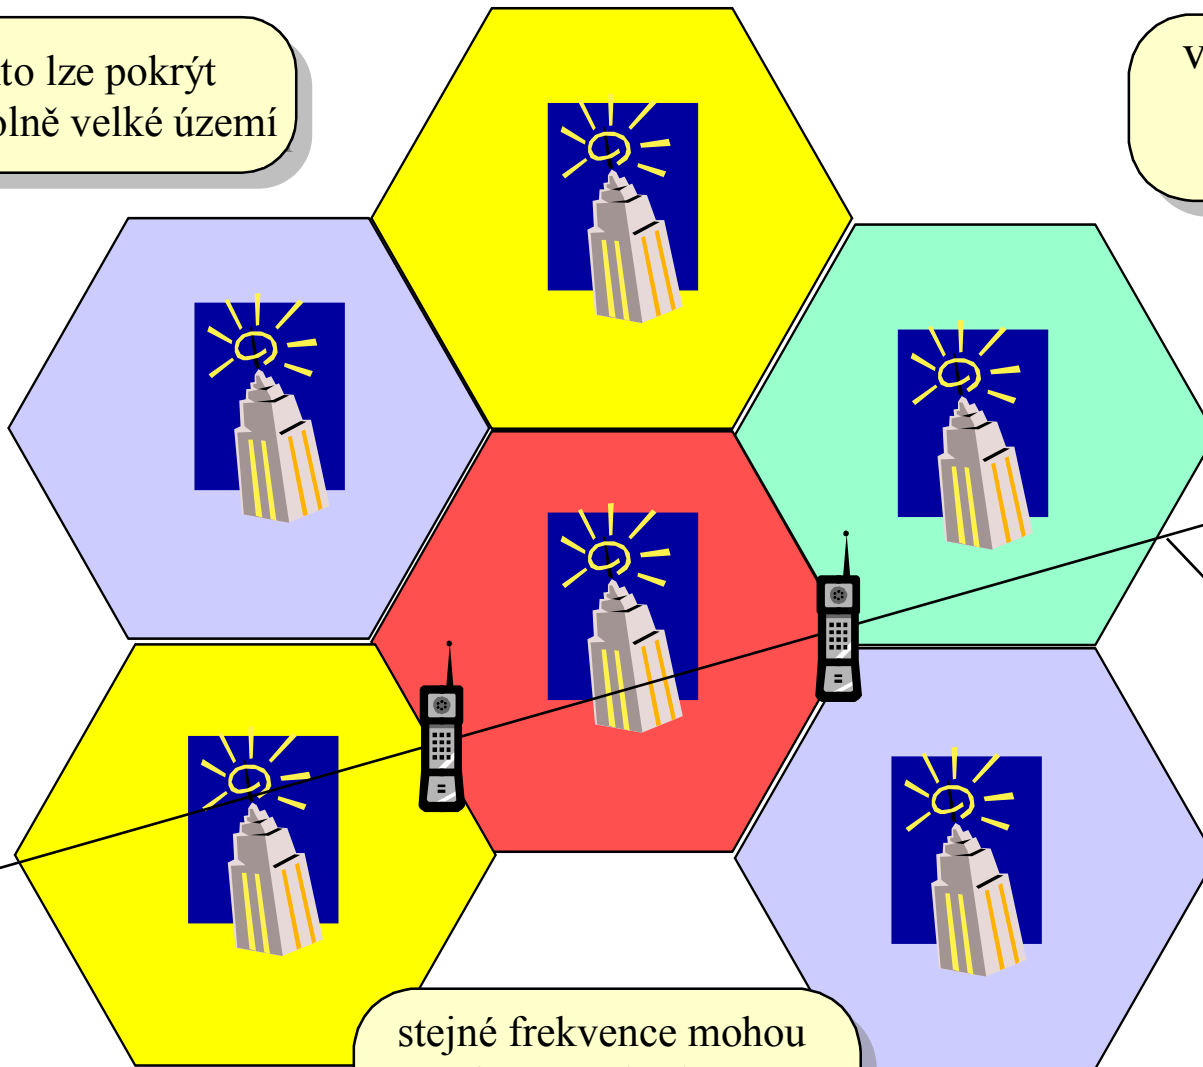 to lze pokrýt
olně velké území
v
stejné frekvence mohou